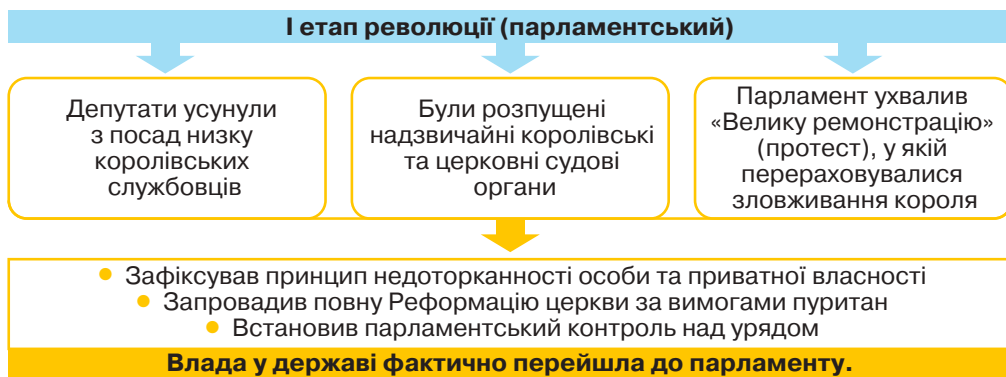 І етап революції (парламентський)
Депутати усунули
з посад низку
королівських
службовців
Були розпущені
надзвичайні королівські
та церковні судові
органи
Парламент ухвалив
«Велику ремонстрацію»
(протест), у якій
перераховувалися
зловживання короля
• Зафіксував принцип недоторканності особи та приватної власності
• Запровадив повну Реформацію церкви за вимогами пуритан
• Встановив парламентський контроль над урядом
Влада у державі фактично перейшла до парламенту.